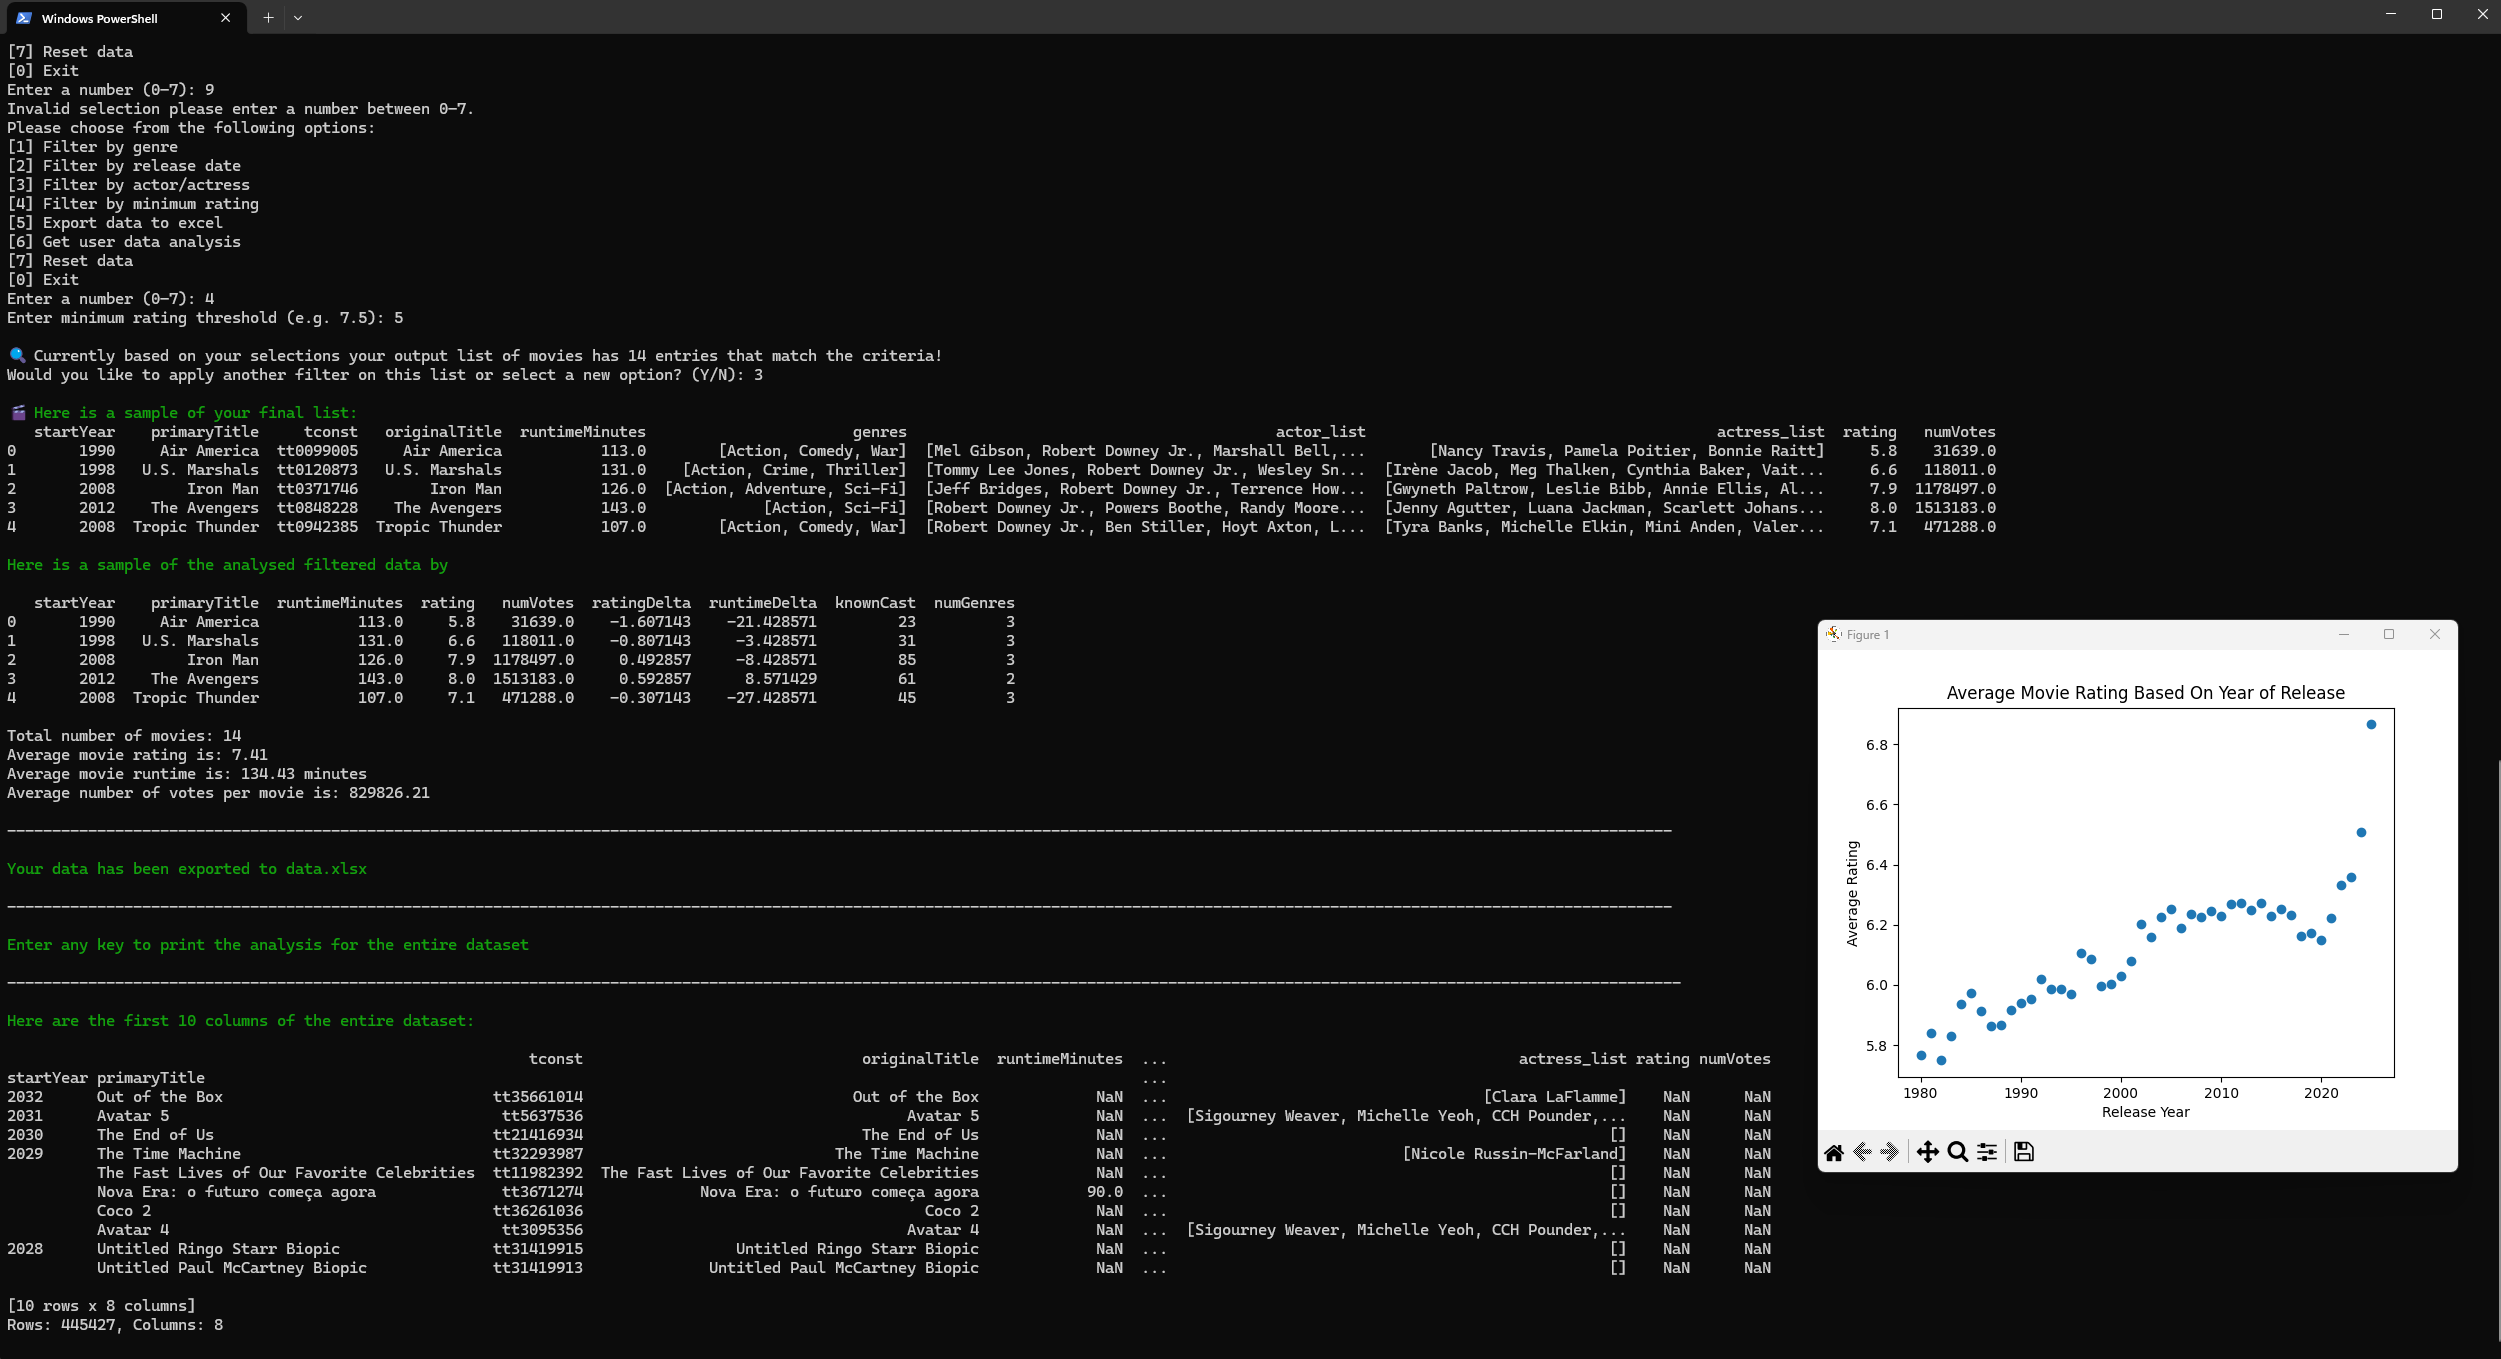 Windows PowerShell
[7] Reset data
[0] Exit
Enter a number (0-7): 9
Invalid selection please enter a number between 0-7.
Please choose from the following options:
[1] Filter by genre
[2] Filter by release date
[3] Filter by actor/actress
[4] Filter by minimum rating
[5] Export data to excel
[6] Get user data analysis
[7] Reset data
[0] Exit
Enter a number (0-7): 4
Enter minimum rating threshold (e.g. 7.5): 5
Currently based on your selections your output list of movies has 14 entries that match the criteria!
Would you like to apply another filter on this list or select a new option? (Y/N): 3
Here is a sample of your final list:
startYear primaryTitle tconst originalTitle runtimeMinutes genres actor_list actress_list rating numVotes
0 1990 Air America tt0099005 Air America 113.0 [Action, Comedy, War] [Mel Gibson, Robert Downey Jr., Marshall Bell,... [Nancy Travis, Pamela Poitier, Bonnie Raitt] 5.8 31639.0
1 1998 U.S. Marshals tt0120873 U.S. Marshals 131.0 [Action, Crime, Thriller] [Tommy Lee Jones, Robert Downey Jr., Wesley Sn... [Irène Jacob, Meg Thalken, Cynthia Baker, Vait... 6.6 118011.0
2 2008 Iron Man tt0371746 Iron Man 126.0 [Action, Adventure, Sci-Fi] [Jeff Bridges, Robert Downey Jr., Terrence How... [Gwyneth Paltrow, Leslie Bibb, Annie Ellis, Al... 7.9 1178497.0
3 2012 The Avengers tt0848228 The Avengers 143.0 [Action, Sci-Fi] [Robert Downey Jr., Powers Boothe, Randy Moore... [Jenny Agutter, Luana Jackman, Scarlett Johans... 8.0 1513183.0
4 2008 Tropic Thunder tt0942385 Tropic Thunder 107.0 [Action, Comedy, War] [Robert Downey Jr., Ben Stiller, Hoyt Axton, L... [Tyra Banks, Michelle Elkin, Mini Anden, Valer... 7.1 471288.0
Here is a sample of the analysed filtered data by
startYear primaryTitle runtimeMinutes rating numVotes ratingDelta runtimeDelta knownCast numGenres
0 1990 Air America 113.0 5.8 31639.0 -1.607143 -21.428571 23 3
1 1998 U.S. Marshals 131.0 6.6 118011.0 -0.807143 -3.428571 31 3
2 2008 Iron Man 126.0 7.9 1178497.0 0.492857 -8.428571 85 3
3 2012 The Avengers 143.0 8.0 1513183.0 0.592857 8.571429 61 2
4 2008 Tropic Thunder 107.0 7.1 471288.0 -0.307143 -27.428571 45 3
Total number of movies: 14
Average movie rating is: 7.41
Average movie runtime is: 134.43 minutes
Average number of votes per movie is: 829826.21
Your data has been exported to data.xlsx
Enter any key to print the analysis for the entire dataset
Here are the first 10 columns of the entire dataset:
tconst originalTitle runtimeMinutes ... actress_list rating numVotes
startYear primaryTitle ...
2032 Out of the Box tt35661014 Out of the Box NaN ... [Clara LaFlamme] NaN NaN
2031 Avatar 5 tt5637536 Avatar 5 NaN ... [Sigourney Weaver, Michelle Yeoh, CCH Pounder,... NaN NaN
2030 The End of Us tt21416934 The End of Us NaN ... [] NaN NaN
2029 The Time Machine tt32293987 The Time Machine NaN ... [Nicole Russin-McFarland] NaN NaN
The Fast Lives of Our Favorite Celebrities tt11982392 The Fast Lives of Our Favorite Celebrities NaN ... [] NaN NaN
Nova Era: o futuro começa agora tt3671274 Nova Era: o futuro começa agora 90.0 ... [] NaN NaN
Coco 2 tt36261036 Coco 2 NaN ... [] NaN NaN
Avatar 4 tt3095356 Avatar 4 NaN ... [Sigourney Weaver, Michelle Yeoh, CCH Pounder,... NaN NaN
2028 Untitled Ringo Starr Biopic tt31419915 Untitled Ringo Starr Biopic NaN ... [] NaN NaN
Untitled Paul McCartney Biopic tt31419913 Untitled Paul McCartney Biopic NaN ... [] NaN NaN
[10 rows x 8 columns]
Rows: 445427, Columns: 8
Figure 1
Average Movie Rating Based On Year of Release
Average Rating
6.8
6.6
6.4
6.2
6.0
5.8
1980 1990 2000 2010 2020
Release Year